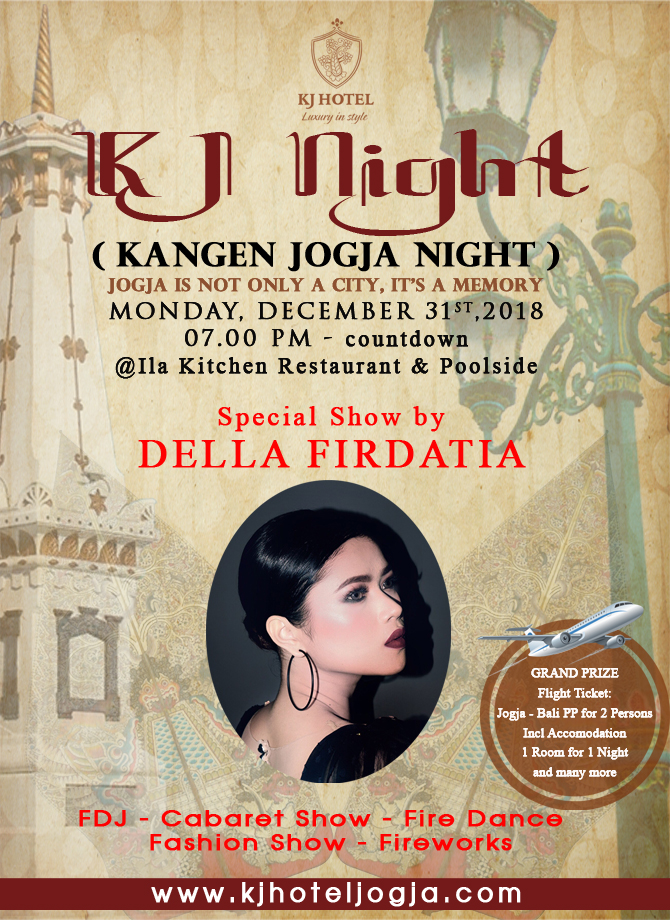 KJ HOTEL
Luxury in style
KJ Night
( KANGEN JOGJA NIGHT )
JOGJA IS NOT ONLY A CITY, IT'S A MEMORY
MONDAY, DECEMBER 31ST,2018
07.00 PM - countdown
@Ila Kitchen Restaurant & Poolside
Special Show by
DELLA FIRDATIA
GRAND PRIZE
Flight Ticket:
Jogja - Bali PP for 2 Persons
Incl Accomodation
1 Room for 1 Night
and many more
FDJ - Cabaret Show - Fire Dance
Fashion Show - Fireworks
www.kjhoteljogja.com